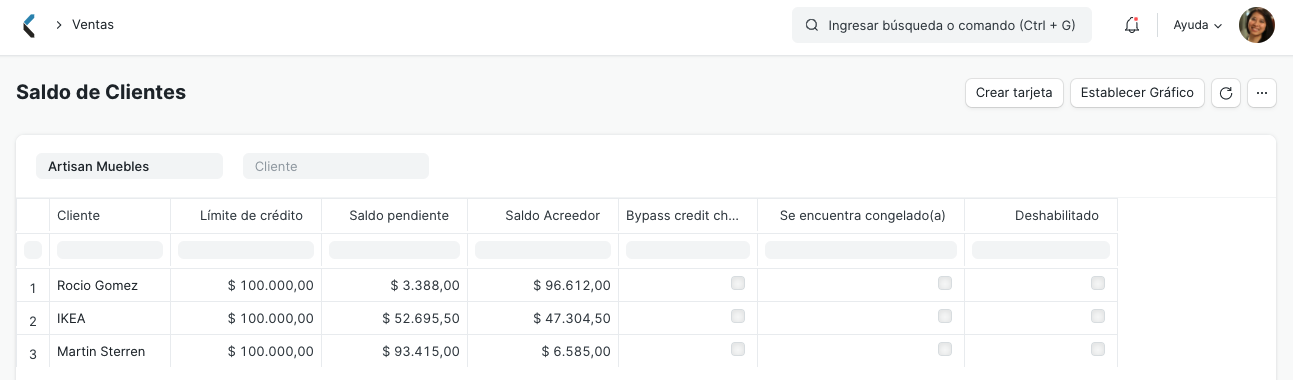 Ventas
Ingresar búsqueda o comando (Ctrl + G)
Ayuda
Saldo de Clientes
Crear tarjeta
Establecer Gráfico
Artisan Muebles
Cliente
Cliente Límite de crédito Saldo pendiente Saldo Acreedor Bypass credit ch... Se encuentra congelado(a) Deshabilitado
1 Rocio Gomez $ 100.000,00 $ 3.388,00 $ 96.612,00
2 IKEA $ 100.000,00 $ 52.695,50 $ 47.304,50
3 Martin Sterren $ 100.000,00 $ 93.415,00 $ 6.585,00